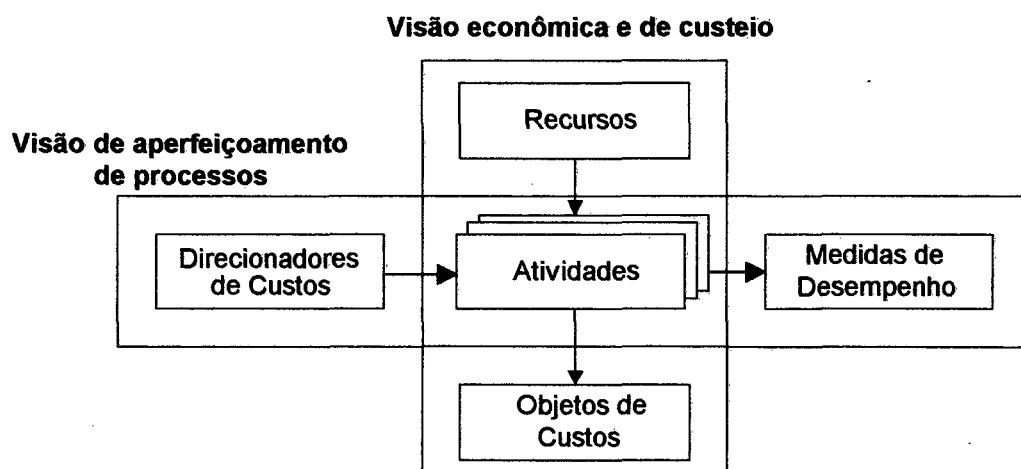 Visão econômica e de custeio
Recursos
Visão de aperfeiçoamento
de processos
Direcionadores
de Custos
Atividades
Medidas de
Desempenho
Objetos de
Custos